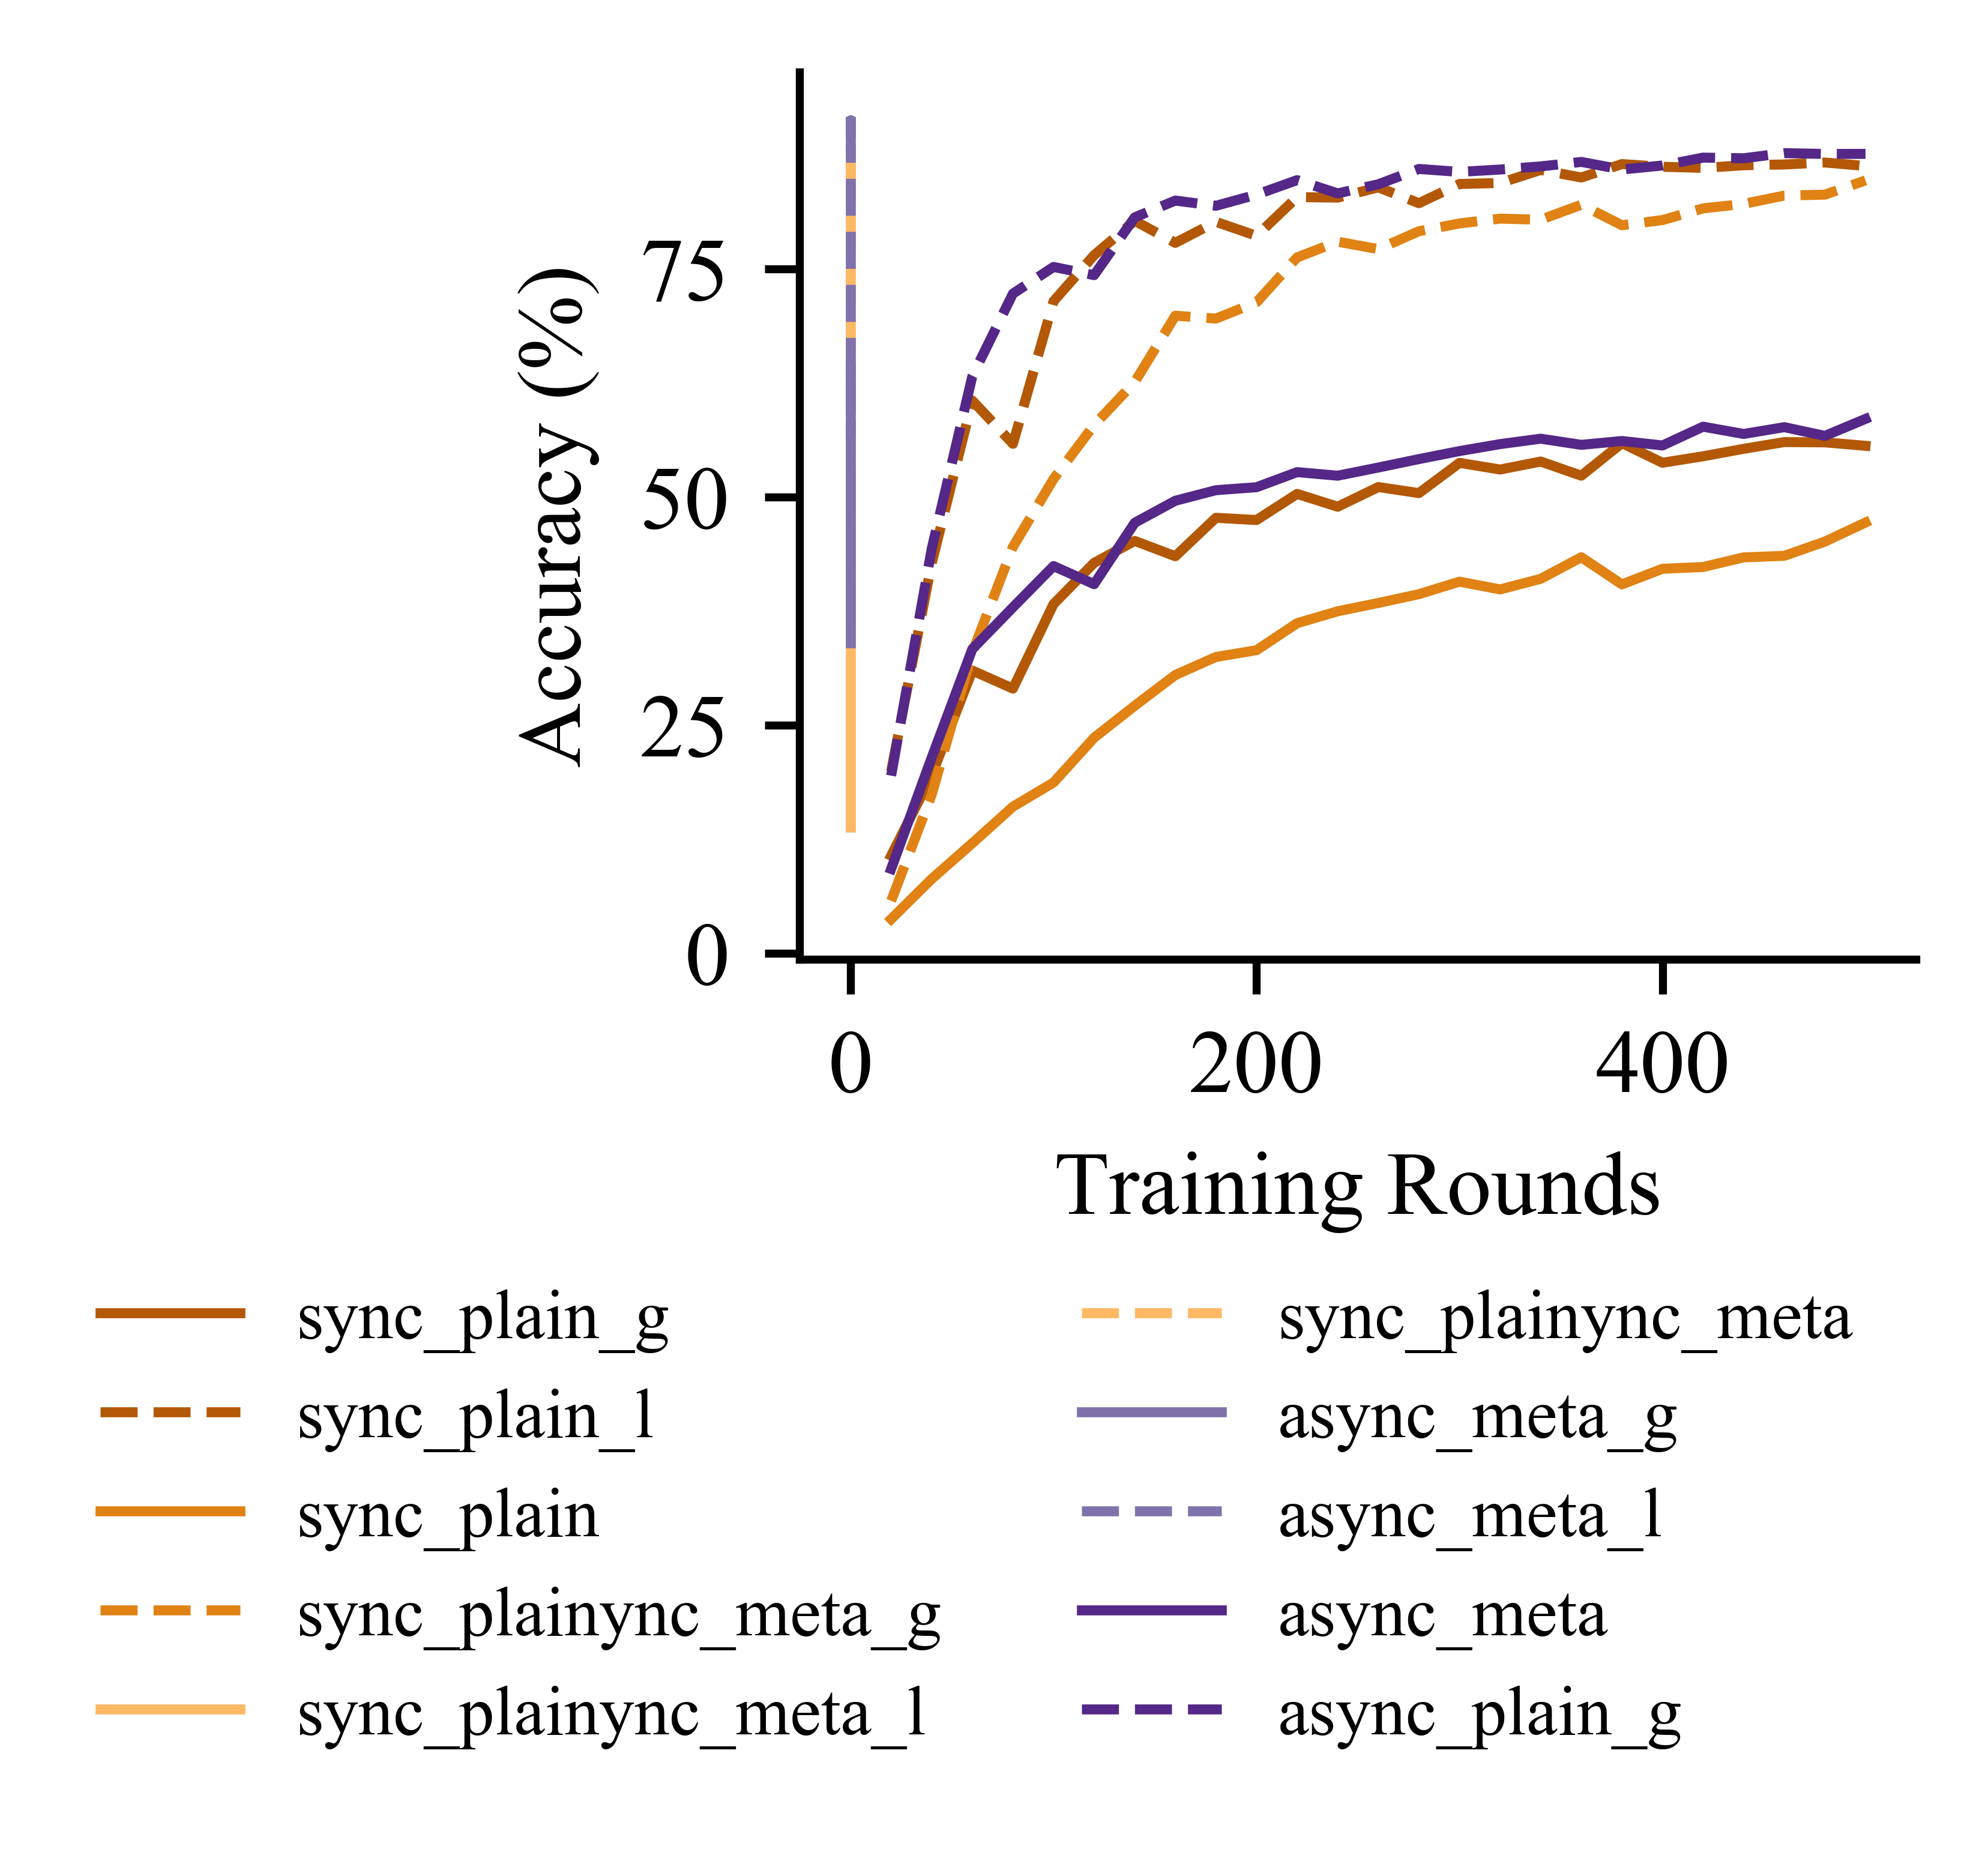 Accuracy (%)
75
50
25
0
0 200 400
Training Rounds
sync_plain_g
sync_plain_l
sync_plain
sync_plainync_meta_g
sync_plainync_meta_l
sync_plainync_meta
async_meta_g
async_meta_l
async_meta
async_plain_g